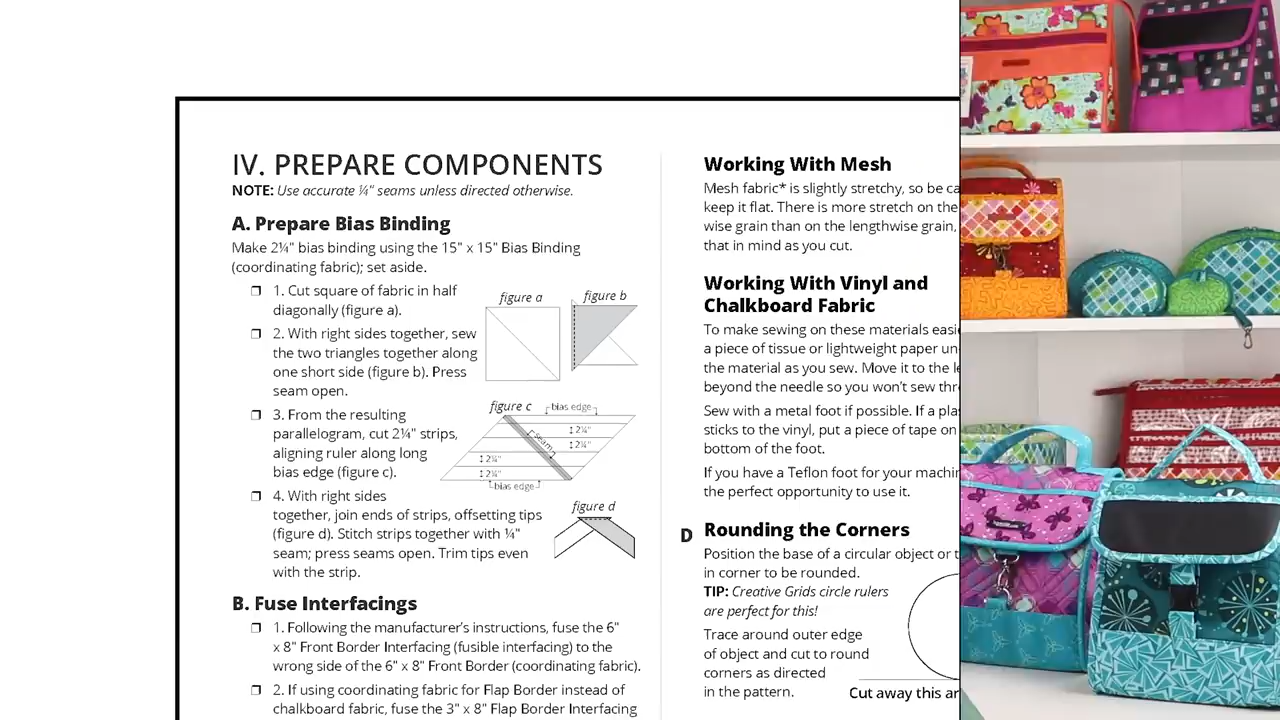 IV. PREPARE COMPONENTS
NOTE: Use accurate ¼" seams unless directed otherwise.
A. Prepare Bias Binding
Make 2¼" bias binding using the 15" x 15" Bias Binding
(coordinating fabric); set aside.
❒ 1. Cut square of fabric in half
diagonally (figure a).
❒ 2. With right sides together, sew
the two triangles together along
one short side (figure b). Press
seam open.
❒ 3. From the resulting
parallelogram, cut 2¼" strips,
aligning ruler along long
bias edge (figure c).
❒ 4. With right sides
together, join ends of strips, offsetting tips
(figure d). Stitch strips together with ¼"
seam; press seams open. Trim tips even
with the strip.
figure a
figure b
figure c
bias edge
2¼"
2¼"
seam
2¼"
2¼"
bias edge
figure d
B. Fuse Interfacings
❒ 1. Following the manufacturer's instructions, fuse the 6"
x 8" Front Border Interfacing (fusible interfacing) to the
wrong side of the 6" x 8" Front Border (coordinating fabric).
❒ 2. If using coordinating fabric for Flap Border instead of
chalkboard fabric, fuse the 3" x 8" Flap Border Interfacing
Working With Mesh
Mesh fabric* is slightly stretchy, so be ca
keep it flat. There is more stretch on the
wise grain than on the lengthwise grain,
that in mind as you cut.
Working With Vinyl and
Chalkboard Fabric
To make sewing on these materials easi
a piece of tissue or lightweight paper un
the material as you sew. Move it to the le
beyond the needle so you won't sew thr
Sew with a metal foot if possible. If a pla
sticks to the vinyl, put a piece of tape on
bottom of the foot.
If you have a Teflon foot for your machin
the perfect opportunity to use it.
D Rounding the Corners
Position the base of a circular object or t
in corner to be rounded.
TIP: Creative Grids circle rulers
are perfect for this!
Trace around outer edge
of object and cut to round
corners as directed
in the pattern.
Cut away this ar